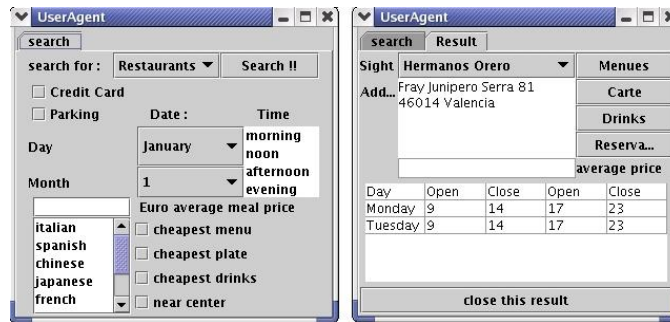 UserAgent
search
search for : Restaurants Search !!
Credit Card
Parking Date : Time
Day January morning
noon
afternoon
evening
Month 1
Euro average meal price
italian
spanish
chinese
japanese
french
cheapest menu
cheapest plate
cheapest drinks
near center
UserAgent
search Result
Sight Hermanos Orero Menues
Add... Fray Junipero Serra 81
46014 Valencia
Carte
Drinks
Reserva...
average price
Day Open Close Open Close
Monday 9 14 17 23
Tuesday 9 14 17 23
close this result